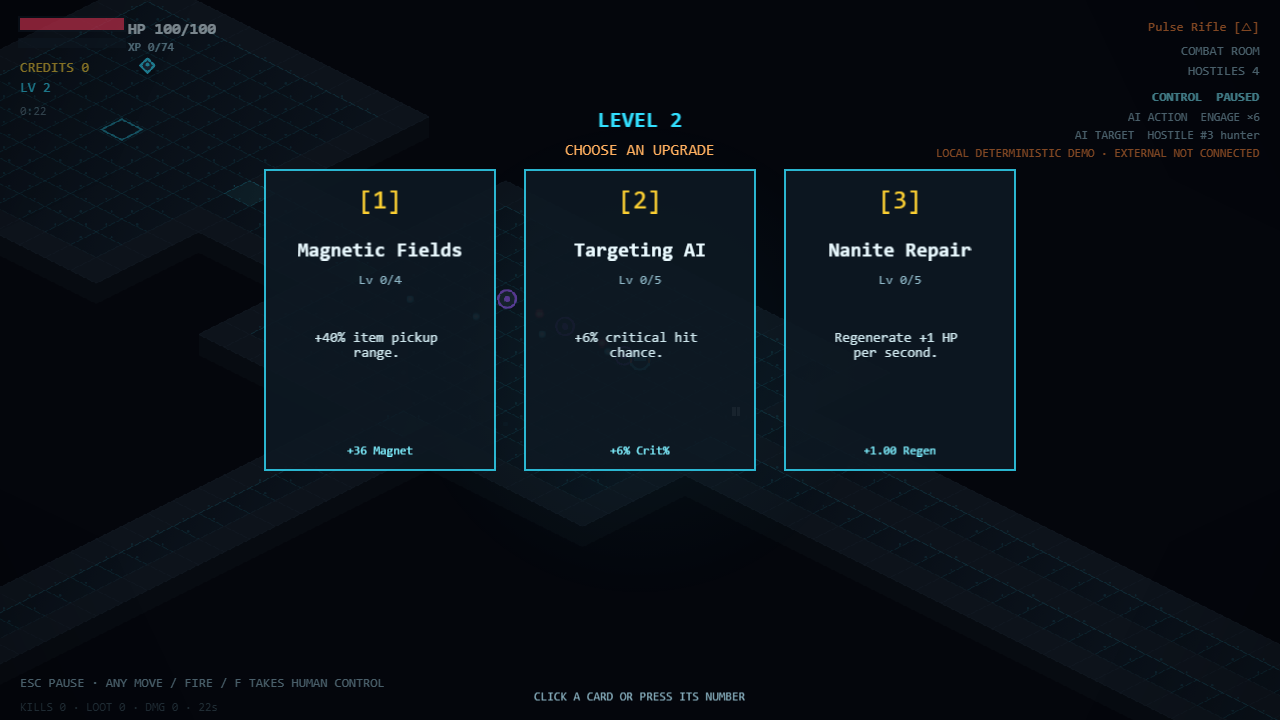 HP 100/100
XP 0/74
CREDITS 0
LV 2
0:22
Pulse Rifle [△]
COMBAT ROOM
HOSTILES 4
CONTROL PAUSED
AI ACTION ENGAGE ×6
AI TARGET HOSTILE #3 hunter
LOCAL DETERMINISTIC DEMO · EXTERNAL NOT CONNECTED
LEVEL 2
CHOOSE AN UPGRADE
[1]
Magnetic Fields
Lv 0/4
+40% item pickup
range.
+36 Magnet
[2]
Targeting AI
Lv 0/5
+6% critical hit
chance.
+6% Crit%
[3]
Nanite Repair
Lv 0/5
Regenerate +1 HP
per second.
+1.00 Regen
ESC PAUSE · ANY MOVE / FIRE / F TAKES HUMAN CONTROL
KILLS 0 · LOOT 0 · DMG 0 · 22s
CLICK A CARD OR PRESS ITS NUMBER